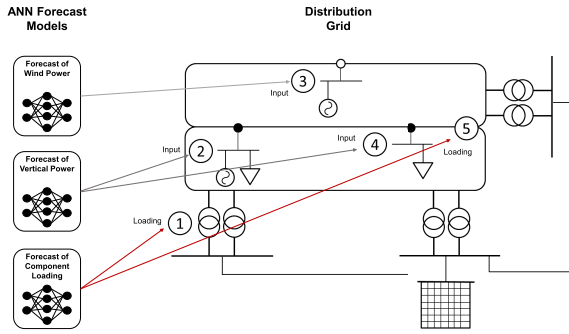 ANN Forecast
Models
Distribution
Grid
Forecast of
Wind Power
3
Input
5
Input
4
Input
2
Forecast of
Vertical Power
Loading
Loading
1
Forecast of
Component
Loading